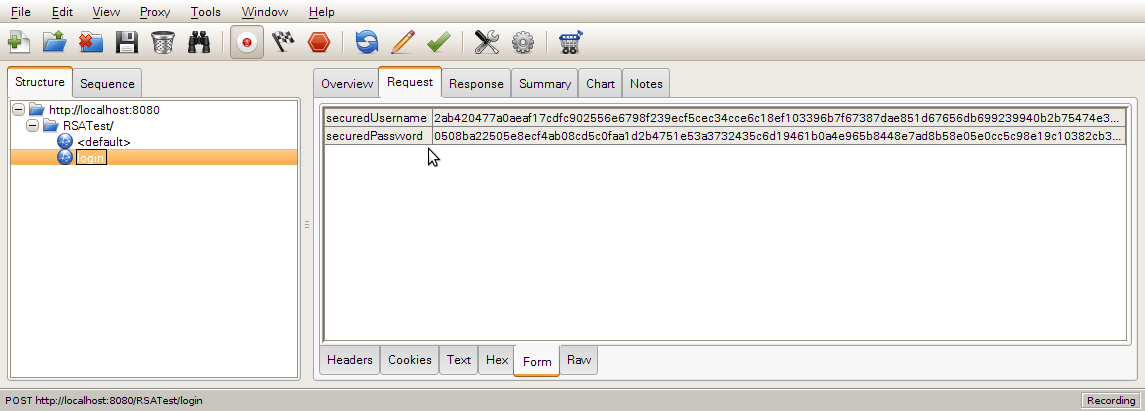 File Edit View Proxy Tools Window Help
Structure Sequence
http://localhost:8080
RSATest/
<default>
login
Overview Request Response Summary Chart Notes
securedUsername 2ab420477a0aeaf17cdfc902556e6798f239ecf5cec34cce6c18ef103396b7f67387dae851d67656db699239940b2b75474e3...
securedPassword 0508ba22505e8ecf4ab08cd5c0faa1d2b4751e53a3732435c6d19461b0a4e965b8448e7ad8b58e05e0cc5c98e19c10382cb3...
Headers Cookies Text Hex Form Raw
POST http://localhost:8080/RSATest/login Recording